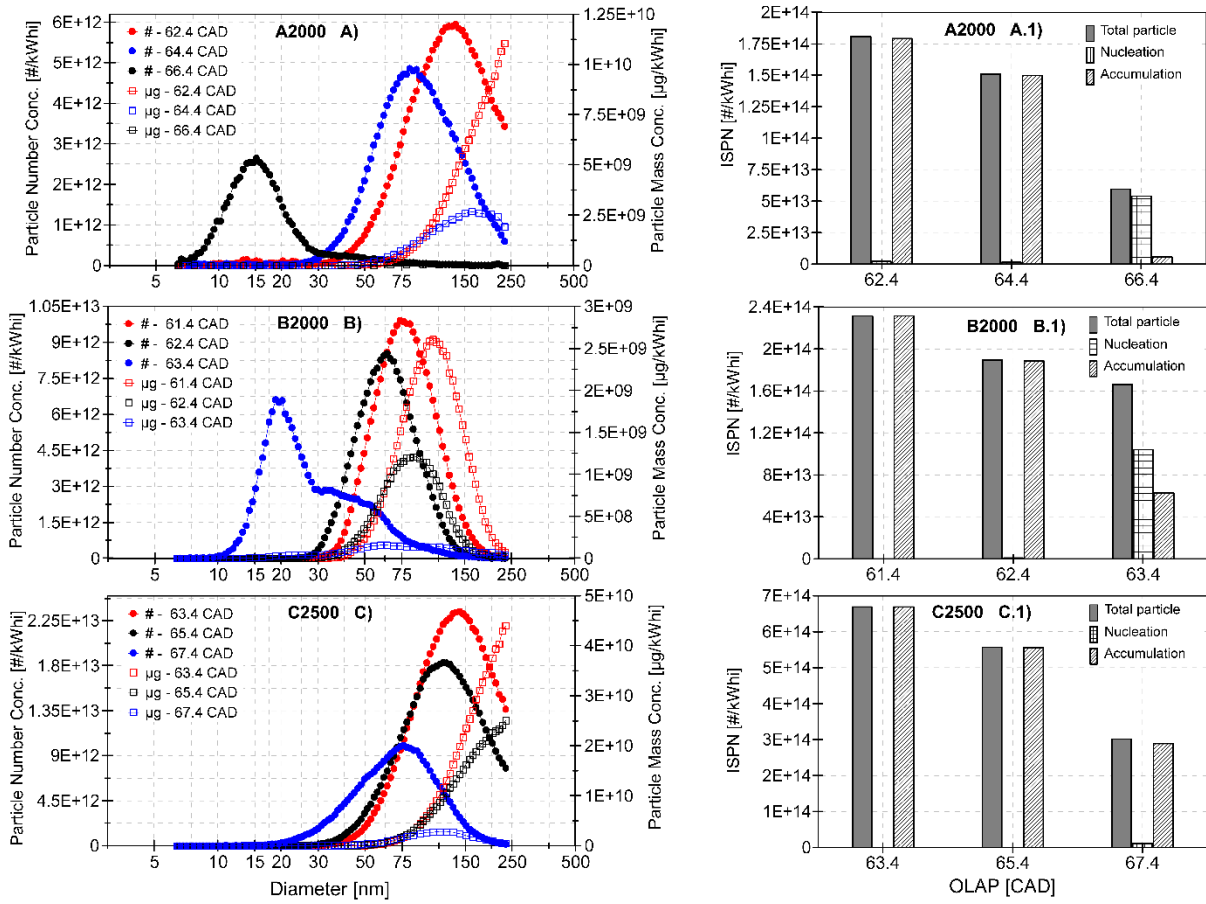 A2000 A)
Particle Number Conc. [#/kWhi]
6E+12
5E+12
4E+12
3E+12
2E+12
1E+12
0
# - 62.4 CAD
# - 64.4 CAD
# - 66.4 CAD
µg - 62.4 CAD
µg - 64.4 CAD
µg - 66.4 CAD
1.25E+10
1E+10
7.5E+09
5E+09
2.5E+09
0
Particle Mass Conc. [µg/kWhi]
5 10 15 20 30 50 75 150 250 500
A2000 A.1)
ISPN [#/kWhi]
2E+14
1.75E+14
1.5E+14
1.25E+14
1E+14
7.5E+13
5E+13
2.5E+13
0
Total particle
Nucleation
Accumulation
62.4 64.4 66.4
B2000 B)
Particle Number Conc. [#/kWhi]
1.05E+13
9E+12
7.5E+12
6E+12
4.5E+12
3E+12
1.5E+12
0
# - 61.4 CAD
# - 62.4 CAD
# - 63.4 CAD
µg - 61.4 CAD
µg - 62.4 CAD
µg - 63.4 CAD
3E+09
2.5E+09
2E+09
1.5E+09
1E+09
5E+08
0
Particle Mass Conc. [µg/kWhi]
5 10 15 20 30 50 75 150 250 500
B2000 B.1)
ISPN [#/kWhi]
2.4E+14
2E+14
1.6E+14
1.2E+14
8E+13
4E+13
0
Total particle
Nucleation
Accumulation
61.4 62.4 63.4
C2500 C)
Particle Number Conc. [#/kWhi]
2.25E+13
1.8E+13
1.35E+13
9E+12
4.5E+12
0
# - 63.4 CAD
# - 65.4 CAD
# - 67.4 CAD
µg - 63.4 CAD
µg - 65.4 CAD
µg - 67.4 CAD
5E+10
4E+10
3E+10
2E+10
1E+10
0
Particle Mass Conc. [µg/kWhi]
5 10 15 20 30 50 75 150 250 500
Diameter [nm]
C2500 C.1)
ISPN [#/kWhi]
7E+14
6E+14
5E+14
4E+14
3E+14
2E+14
1E+14
0
Total particle
Nucleation
Accumulation
63.4 65.4 67.4
OLAP [CAD]